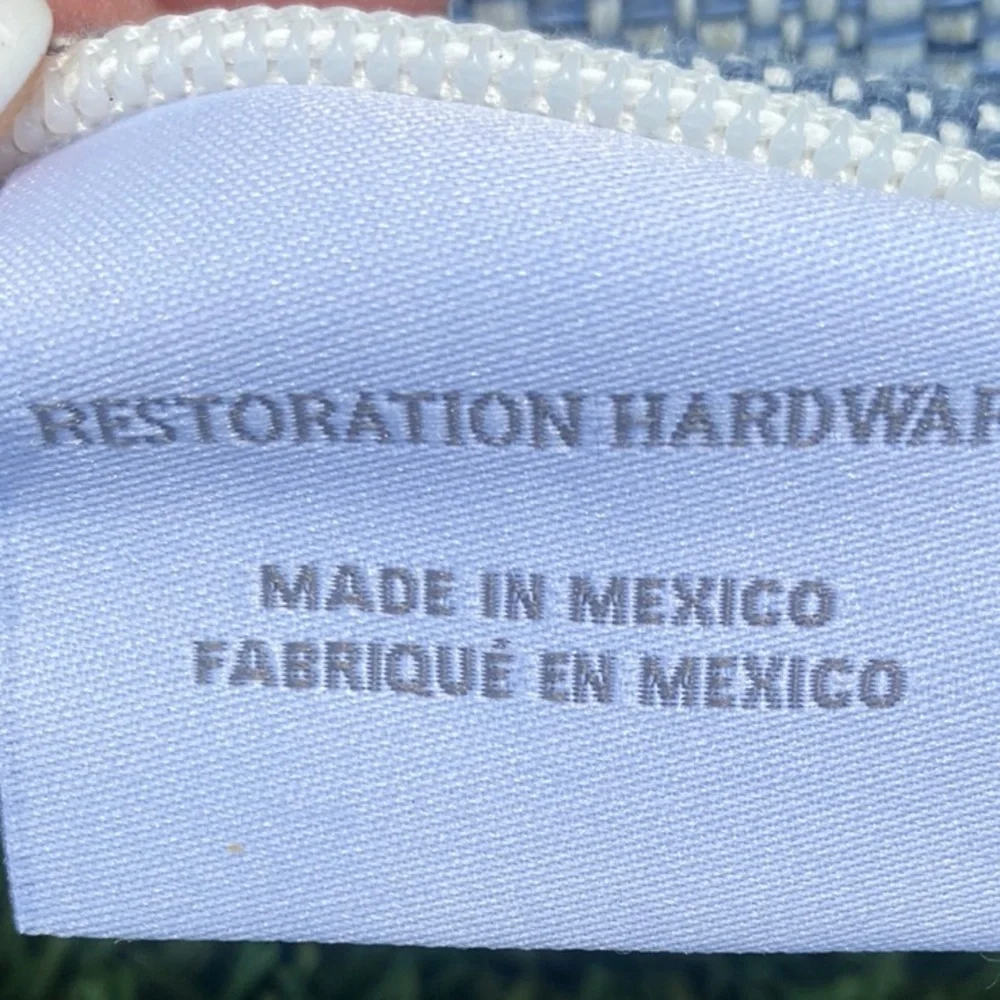 RESTORATION HARDWAR
MADE IN MEXICO
FABRIQUÉ EN MEXICO